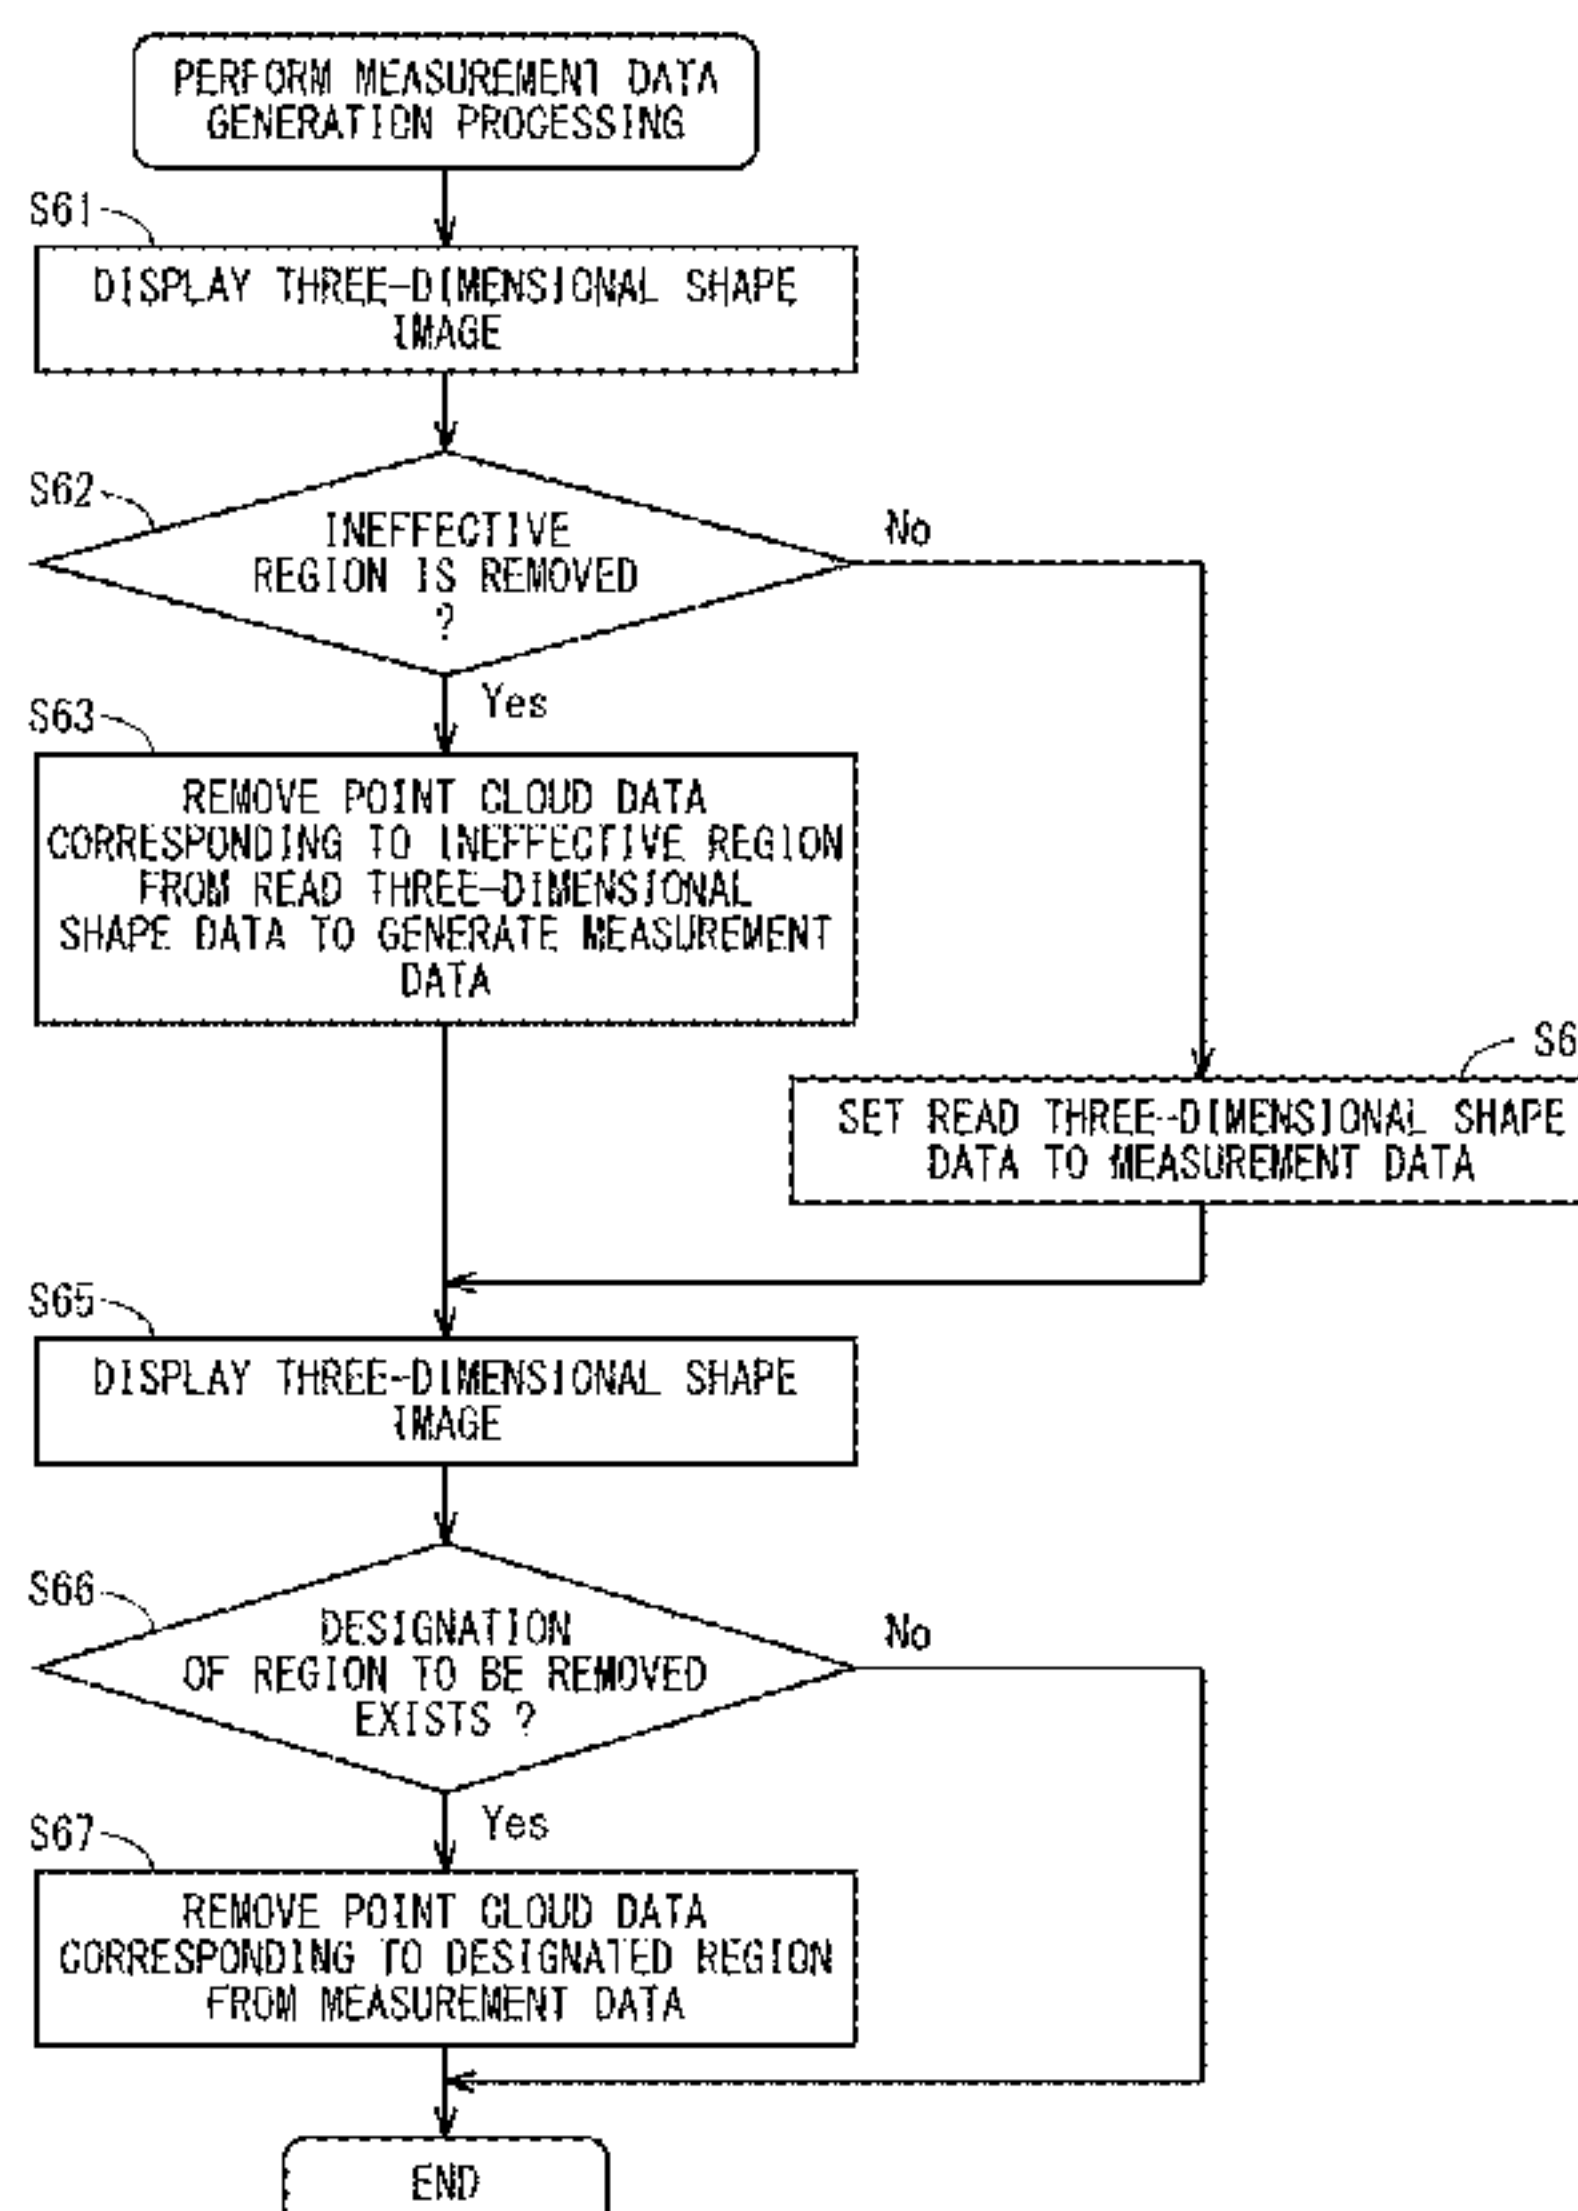 PERFORM MEASUREMENT DATA
GENERATION PROCESSING
S61
DISPLAY THREE-DIMENSIONAL SHAPE
IMAGE
S62
INEFFECTIVE
REGION IS REMOVED
?
No
Yes
S63
REMOVE POINT CLOUD DATA
CORRESPONDING TO INEFFECTIVE REGION
FROM READ THREE-DIMENSIONAL
SHAPE DATA TO GENERATE MEASUREMENT
DATA
S6
SET READ THREE-DIMENSIONAL SHAPE
DATA TO MEASUREMENT DATA
S65
DISPLAY THREE-DIMENSIONAL SHAPE
IMAGE
S66
DESIGNATION
OF REGION TO BE REMOVED
EXISTS ?
No
Yes
S67
REMOVE POINT CLOUD DATA
CORRESPONDING TO DESIGNATED REGION
FROM MEASUREMENT DATA
END